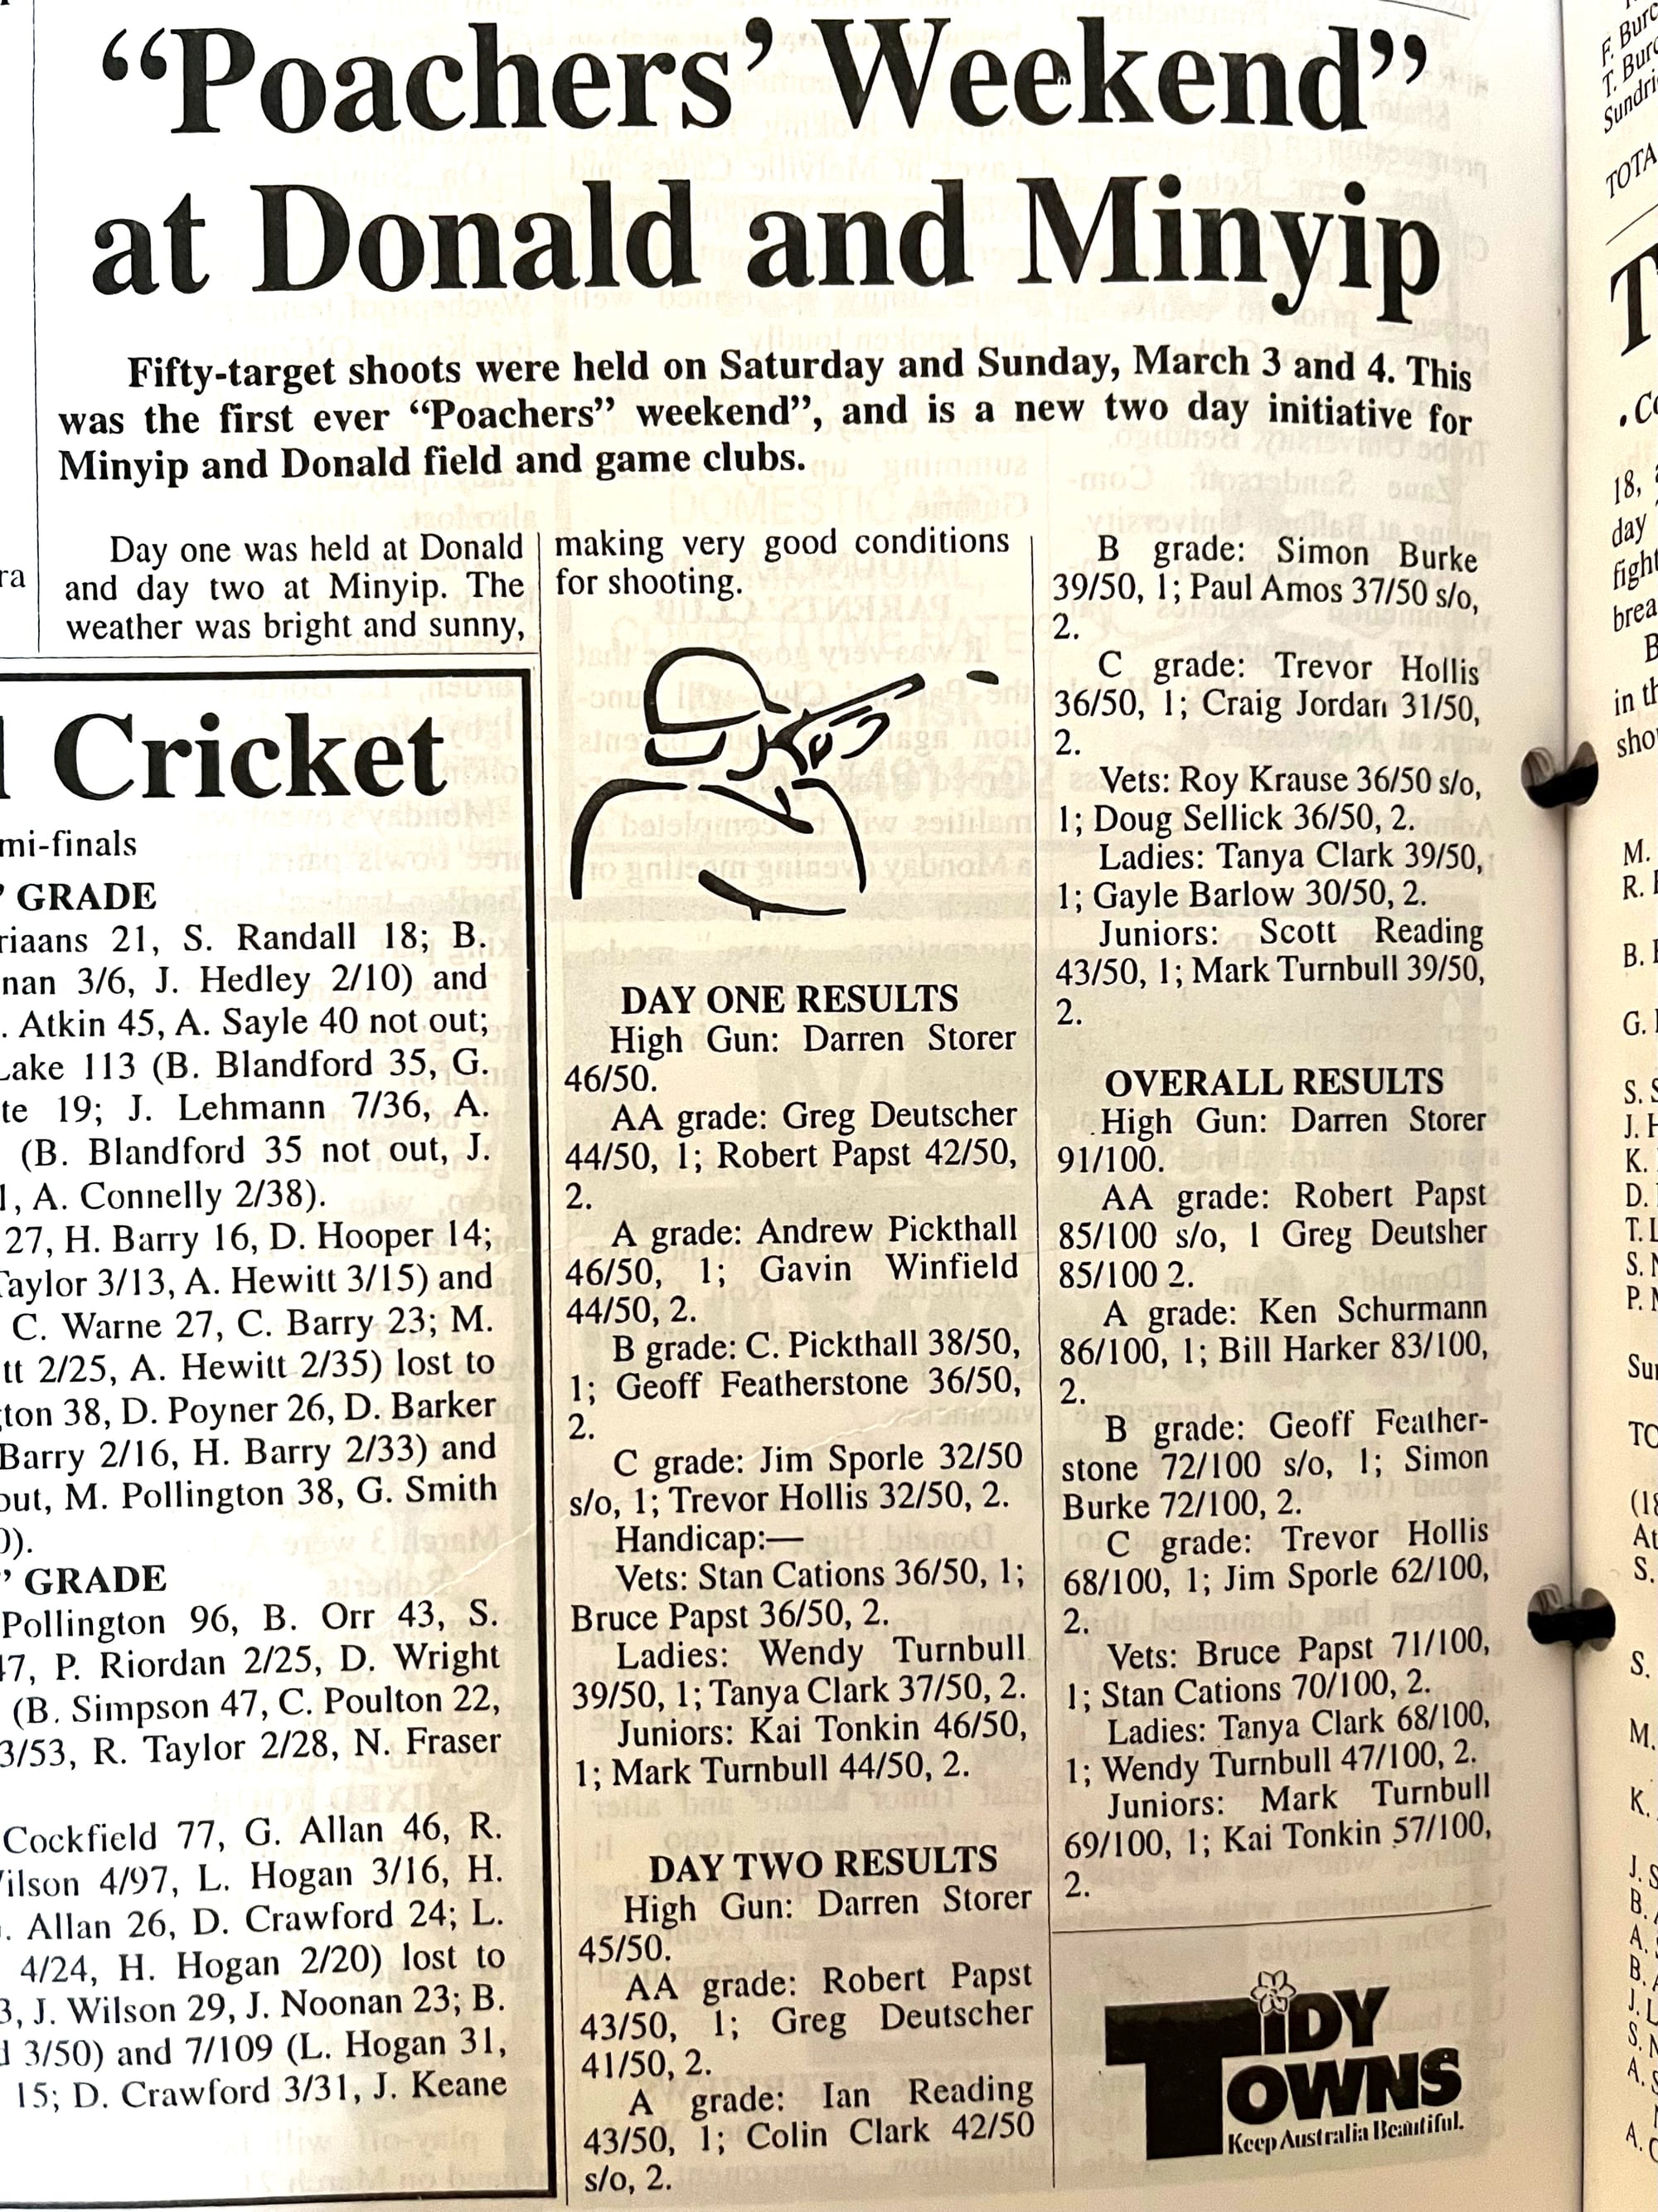 “Poachers’ Weekend”
at Donald and Minyip
Fifty-target shoots were held on Saturday and Sunday, March 3 and 4. This
was the first ever “Poachers” weekend”, and is a new two day initiative for
Minyip and Donald field and game clubs.
Day one was held at Donald
and day two at Minyip. The
weather was bright and sunny,
making very good conditions
for shooting.
DAY ONE RESULTS
High Gun: Darren Storer
46/50.
AA grade: Greg Deutscher
44/50, 1; Robert Papst 42/50,
2.
A grade: Andrew Pickthall
46/50, 1; Gavin Winfield
44/50, 2.
B grade: C. Pickthall 38/50,
1; Geoff Featherstone 36/50,
2.
C grade: Jim Sporle 32/50
s/o, 1; Trevor Hollis 32/50, 2.
Handicap:—
Vets: Stan Cations 36/50, 1;
Bruce Papst 36/50, 2.
Ladies: Wendy Turnbull
39/50, 1; Tanya Clark 37/50, 2.
Juniors: Kai Tonkin 46/50,
1; Mark Turnbull 44/50, 2.
DAY TWO RESULTS
High Gun: Darren Storer
45/50.
AA grade: Robert Papst
43/50, 1; Greg Deutscher
41/50, 2.
A grade: Ian Reading
43/50, 1; Colin Clark 42/50
s/o, 2.
B grade: Simon Burke
39/50, 1; Paul Amos 37/50 s/o,
2.
C grade: Trevor Hollis
36/50, 1; Craig Jordan 31/50,
2.
Vets: Roy Krause 36/50 s/o,
1; Doug Sellick 36/50, 2.
Ladies: Tanya Clark 39/50,
1; Gayle Barlow 30/50, 2.
Juniors: Scott Reading
43/50, 1; Mark Turnbull 39/50,
2.
OVERALL RESULTS
High Gun: Darren Storer
91/100.
AA grade: Robert Papst
85/100 s/o, 1 Greg Deutsher
85/100 2.
A grade: Ken Schurmann
86/100, 1; Bill Harker 83/100,
2.
B grade: Geoff Feather-
stone 72/100 s/o, 1; Simon
Burke 72/100, 2.
C grade: Trevor Hollis
68/100, 1; Jim Sporle 62/100,
2.
Vets: Bruce Papst 71/100,
1; Stan Cations 70/100, 2.
Ladies: Tanya Clark 68/100,
1; Wendy Turnbull 47/100, 2.
Juniors: Mark Turnbull
69/100, 1; Kai Tonkin 57/100,
2.
TiDY
TOWNS
Keep Australia Beautiful.
Cricket
mi-finals
’ GRADE
riaans 21, S. Randall 18; B.
nan 3/6, J. Hedley 2/10) and
. Atkin 45, A. Sayle 40 not out;
Lake 113 (B. Blandford 35, G.
te 19; J. Lehmann 7/36, A.
(B. Blandford 35 not out, J.
, A. Connelly 2/38).
27, H. Barry 16, D. Hooper 14;
Taylor 3/13, A. Hewitt 3/15) and
C. Warne 27, C. Barry 23; M.
tt 2/25, A. Hewitt 2/35) lost to
ton 38, D. Poyner 26, D. Barker
Barry 2/16, H. Barry 2/33) and
out, M. Pollington 38, G. Smith
).
’ GRADE
Pollington 96, B. Orr 43, S.
47, P. Riordan 2/25, D. Wright
(B. Simpson 47, C. Poulton 22,
3/53, R. Taylor 2/28, N. Fraser
Cockfield 77, G. Allan 46, R.
Wilson 4/97, L. Hogan 3/16, H.
. Allan 26, D. Crawford 24; L.
4/24, H. Hogan 2/20) lost to
3, J. Wilson 29, J. Noonan 23; B.
d 3/50) and 7/109 (L. Hogan 31,
15; D. Crawford 3/31, J. Keane